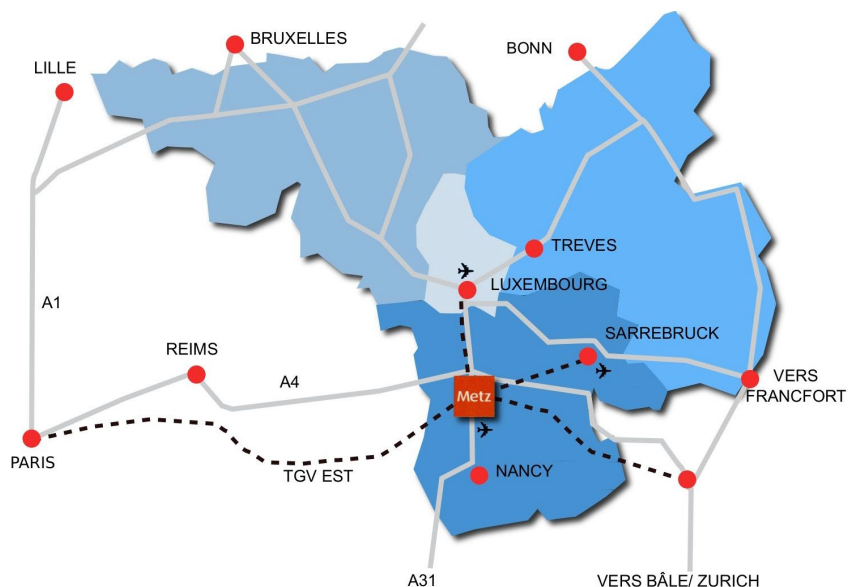 BRUXELLES
BONN
LILLE
TREVES
LUXEMBOURG
A1
SARREBRUCK
REIMS
A4
VERS
FRANCFORT
Metz
PARIS
TGV EST
NANCY
A31
VERS BÂLE/ ZURICH